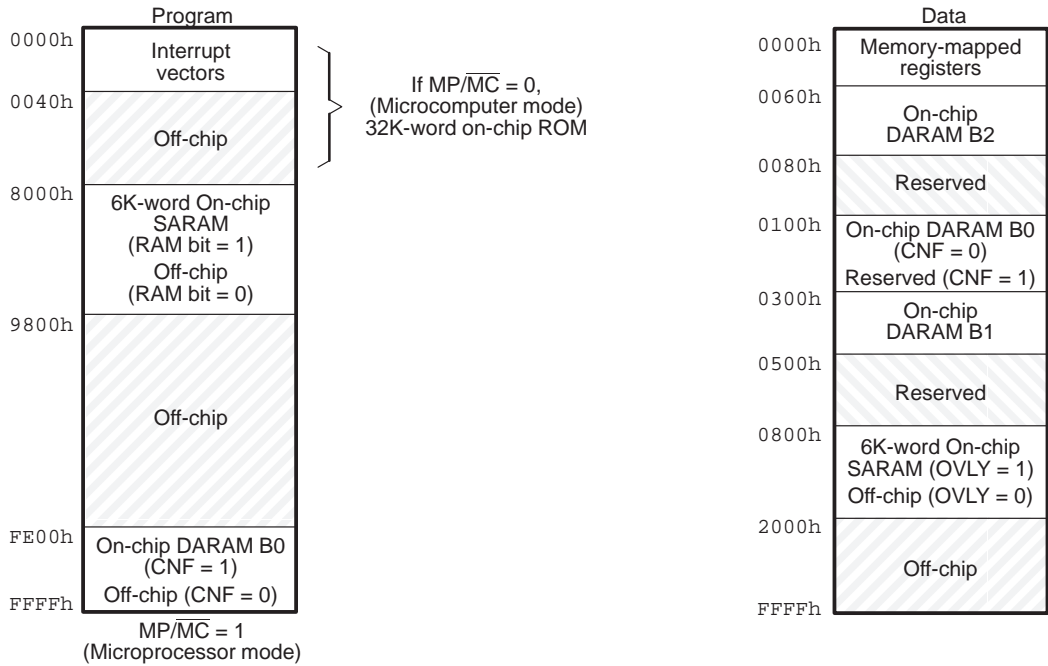 Program
0000h
Interrupt
vectors
0040h
Off-chip
If MP/MC = 0,
(Microcomputer mode)
32K-word on-chip ROM
8000h
6K-word On-chip
SARAM
(RAM bit = 1)
Off-chip
(RAM bit = 0)
9800h
Off-chip
FE00h
On-chip DARAM B0
(CNF = 1)
Off-chip (CNF = 0)
FFFFh
MP/MC = 1
(Microprocessor mode)
Data
0000h
Memory-mapped
registers
0060h
On-chip
DARAM B2
0080h
Reserved
0100h
On-chip DARAM B0
(CNF = 0)
Reserved (CNF = 1)
0300h
On-chip
DARAM B1
0500h
Reserved
0800h
6K-word On-chip
SARAM (OVLY = 1)
Off-chip (OVLY = 0)
2000h
Off-chip
FFFFh